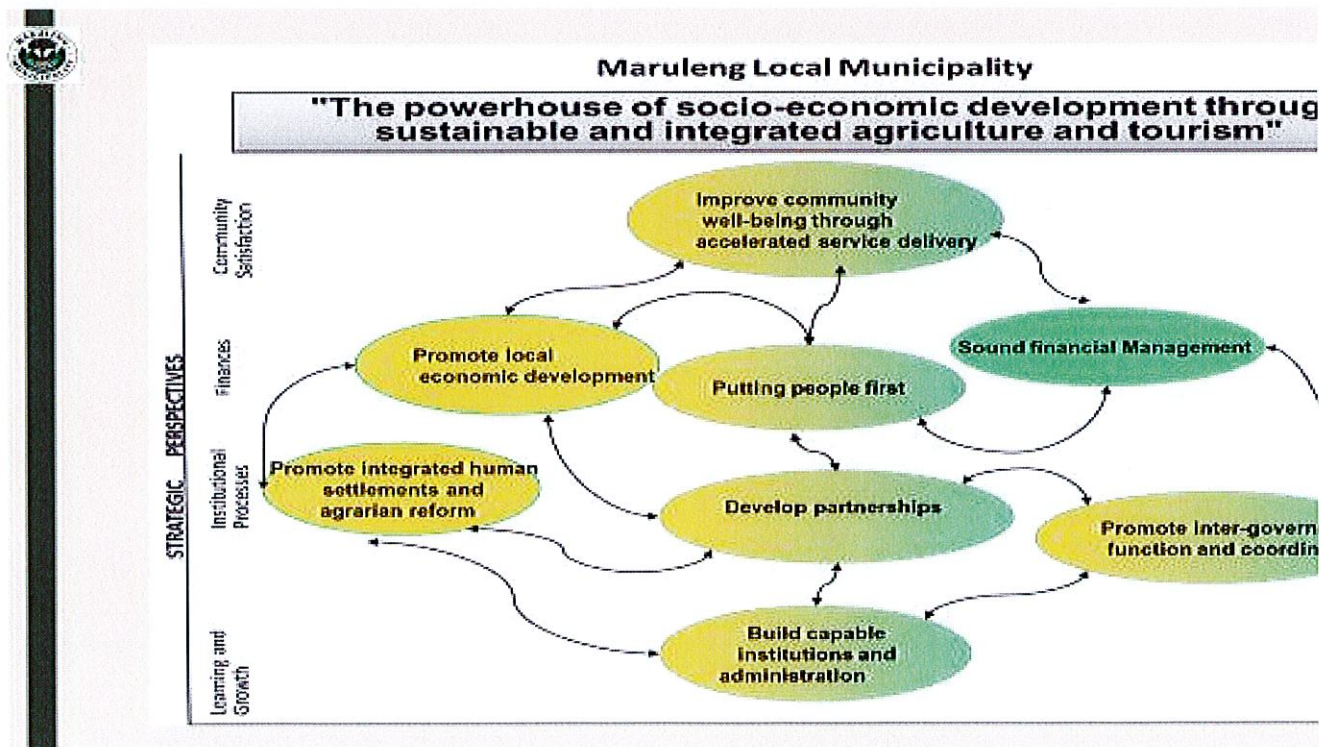 MARULENG
MUNICIPALITY
Maruleng Local Municipality
"The powerhouse of socio-economic development throug
sustainable and integrated agriculture and tourism"
STRATEGIC PERSPECTIVES
Community
Satisfaction
Improve community
well-being through
accelerated service delivery
Finances
Promote local
economic development
Putting people first
Sound financial Management
Institutional
Processes
Promote integrated human
settlements and
agrarian reform
Develop partnerships
Promote inter-govern
function and coordin
Learning and
Growth
Build capable
institutions and
administration